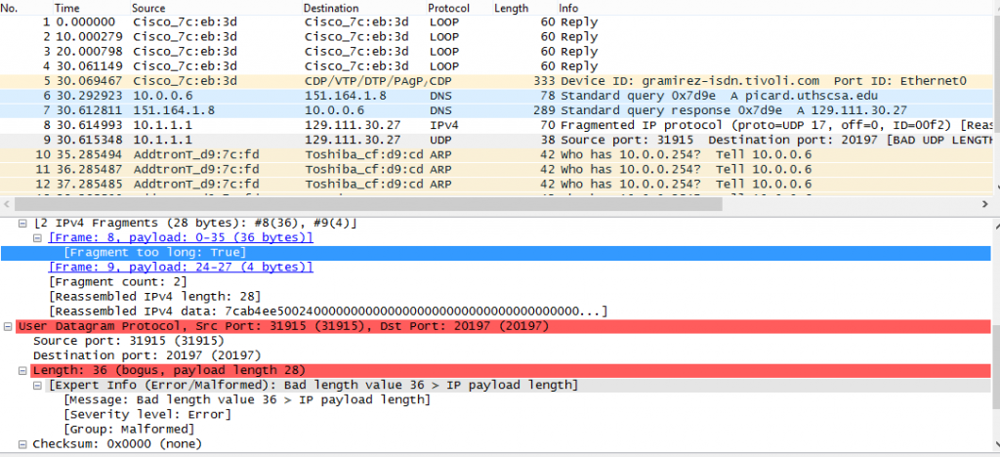 No. Time Source Destination Protocol Length Info
1 0.000000 Cisco_7c:eb:3d Cisco_7c:eb:3d LOOP 60 Reply
2 10.000279 Cisco_7c:eb:3d Cisco_7c:eb:3d LOOP 60 Reply
3 20.000798 Cisco_7c:eb:3d Cisco_7c:eb:3d LOOP 60 Reply
4 30.061149 Cisco_7c:eb:3d Cisco_7c:eb:3d LOOP 60 Reply
5 30.069467 Cisco_7c:eb:3d CDP/VTP/DTP/PAgP/ CDP 333 Device ID: gramirez-isdn.tivoli.com Port ID: Ethernet0
6 30.292923 10.0.0.6 151.164.1.8 DNS 78 Standard query 0x7d9e A picard.uthscsa.edu
7 30.612811 151.164.1.8 10.0.0.6 DNS 289 Standard query response 0x7d9e A 129.111.30.27
8 30.614993 10.1.1.1 129.111.30.27 IPv4 70 Fragmented IP protocol (proto=UDP 17, off=0, ID=00f2) [Reas
9 30.615348 10.1.1.1 129.111.30.27 UDP 38 Source port: 31915 Destination port: 20197 [BAD UDP LENGTH
10 35.285494 AddtronT_d9:7c:fd Toshiba_cf:d9:cd ARP 42 Who has 10.0.0.254? Tell 10.0.0.6
11 36.285487 AddtronT_d9:7c:fd Toshiba_cf:d9:cd ARP 42 Who has 10.0.0.254? Tell 10.0.0.6
12 37.285485 AddtronT_d9:7c:fd Toshiba_cf:d9:cd ARP 42 Who has 10.0.0.254? Tell 10.0.0.6
[2 IPv4 Fragments (28 bytes): #8(36), #9(4)]
[Frame: 8, payload: 0-35 (36 bytes)]
[Fragment too long: True]
[Frame: 9, payload: 24-27 (4 bytes)]
[Fragment count: 2]
[Reassembled IPv4 length: 28]
[Reassembled IPv4 data: 7cab4ee5002400000000000000000000000000000000000000...]
User Datagram Protocol, Src Port: 31915 (31915), Dst Port: 20197 (20197)
Source port: 31915 (31915)
Destination port: 20197 (20197)
Length: 36 (bogus, payload length 28)
[Expert Info (Error/Malformed): Bad length value 36 > IP payload length]
[Message: Bad length value 36 > IP payload length]
[Severity level: Error]
[Group: Malformed]
Checksum: 0x0000 (none)